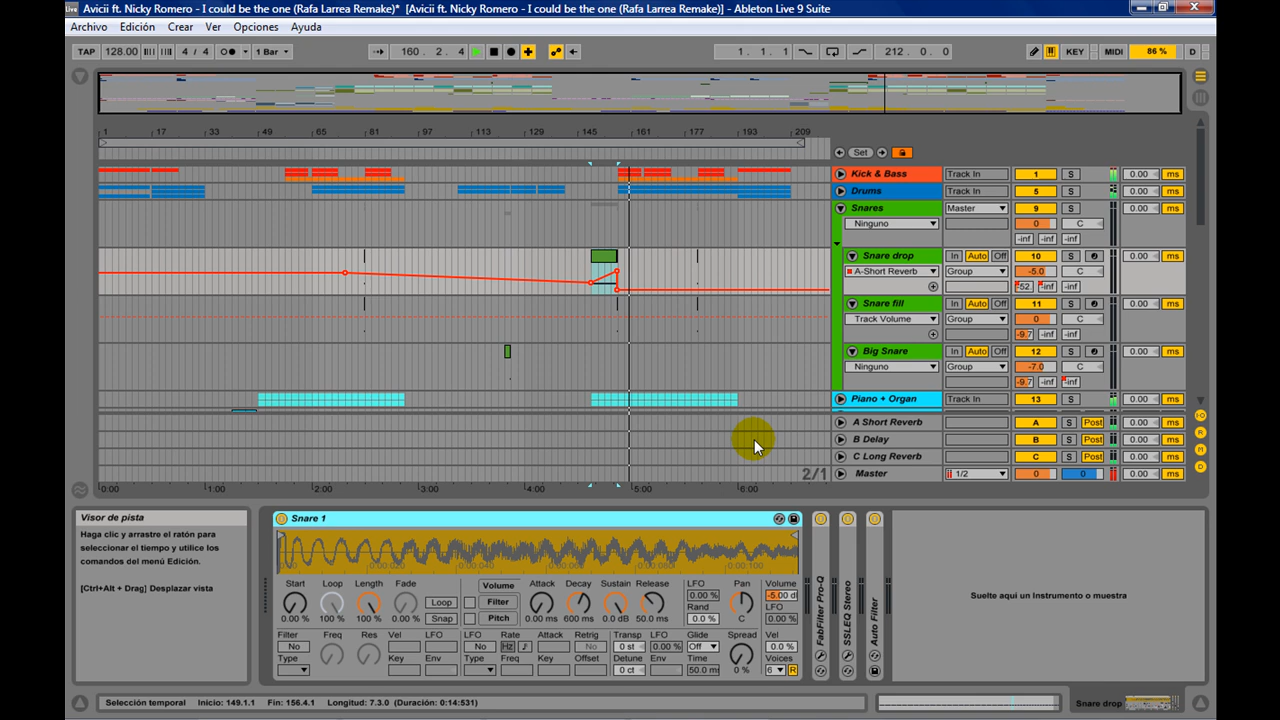 Avicii ft. Nicky Romero - I could be the one (Rafa Larrea Remake)* [Avicii ft. Nicky Romero - I could be the one (Rafa Larrea Remake)] - Ableton Live 9 Suite
Archivo Edición Crear Ver Opciones Ayuda
TAP 128.00 4 / 4 1 Bar 160. 2. 4 1. 1. 1 212. 0. 0 KEY MIDI 86 % D
1 17 33 49 65 81 97 113 129 145 161 177 193 209
Set
Kick & Bass Track In 1 S 0.00 ms
Drums Track In 5 S 0.00 ms
Snares Master 9 S 0.00 ms
Ninguno 0 C
-inf -inf -inf
Snare drop In Auto Off 10 S 0.00 ms
A-Short Reverb Group -5.0 C
-52. -inf -inf
Snare fill In Auto Off 11 S 0.00 ms
Track Volume Group 0 C
-9.7 -inf -inf
Big Snare In Auto Off 12 S 0.00 ms
Ninguno Group -7.0 C
-9.7 -inf -inf
Piano + Organ Track In 13 S 0.00 ms
A Short Reverb A S Post 0.00 ms
B Delay B S Post 0.00 ms
C Long Reverb C S Post 0.00 ms
2/1 Master 1/2 0 0 0.00 ms
0:00 1:00 2:00 3:00 4:00 5:00 6:00
Visor de pista
Haga clic y arrastre el ratón para
seleccionar el tiempo y utilice los
comandos del menú Edición.
[Ctrl+Alt + Drag] Desplazar vista
Snare 1
0:00:020 0:00:040 0:00:060 0:00:080 0:00:100
Start Loop Length Fade Volume Attack Decay Sustain Release LFO Pan Volume
0.00 % -5.00 dB
Loop Filter Rand LFO
0.00 % 100 % 100 % 0.00 % Snap Pitch 0.00 ms 600 ms 0.0 dB 50.0 ms 0.0 % C 0.00 %
Filter Freq Res Vel LFO LFO Rate Attack Retrig Transp LFO Glide Spread Vel
No No Hz No 0 st 0.00 % Off 0.0 %
Type Key Env Type Freq Key Offset Detune Env Time Voices
0 ct 50.0 ms 0 % 6 R
FabFilter Pro-Q
SSLEQ Stereo
Auto Filter
Suelte aqui un Instrumento o muestra
Selección temporal Inicio: 149.1.1 Fin: 156.4.1 Longitud: 7.3.0 (Duración: 0:14:531)
Snare drop